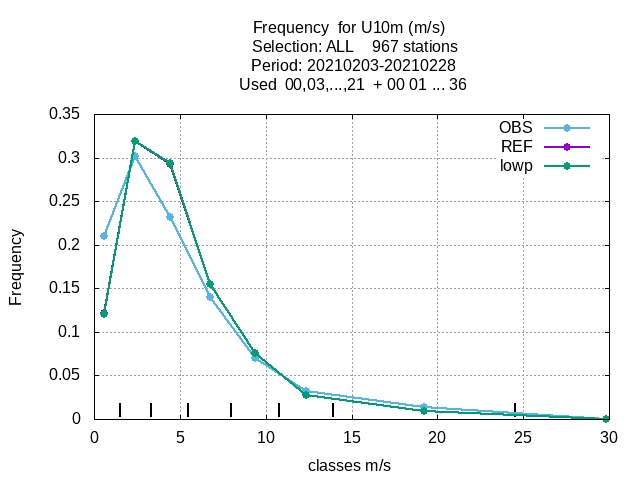 Frequency  for U10m (m/s)
Selection: ALL    967 stations
Period: 20210203-20210228
Used  00,03,...,21  + 00 01 ... 36
0.35
0.3
0.25
0.2
0.15
0.1
0.05
0
Frequency
OBS
REF
lowp
0 5 10 15 20 25 30
classes m/s